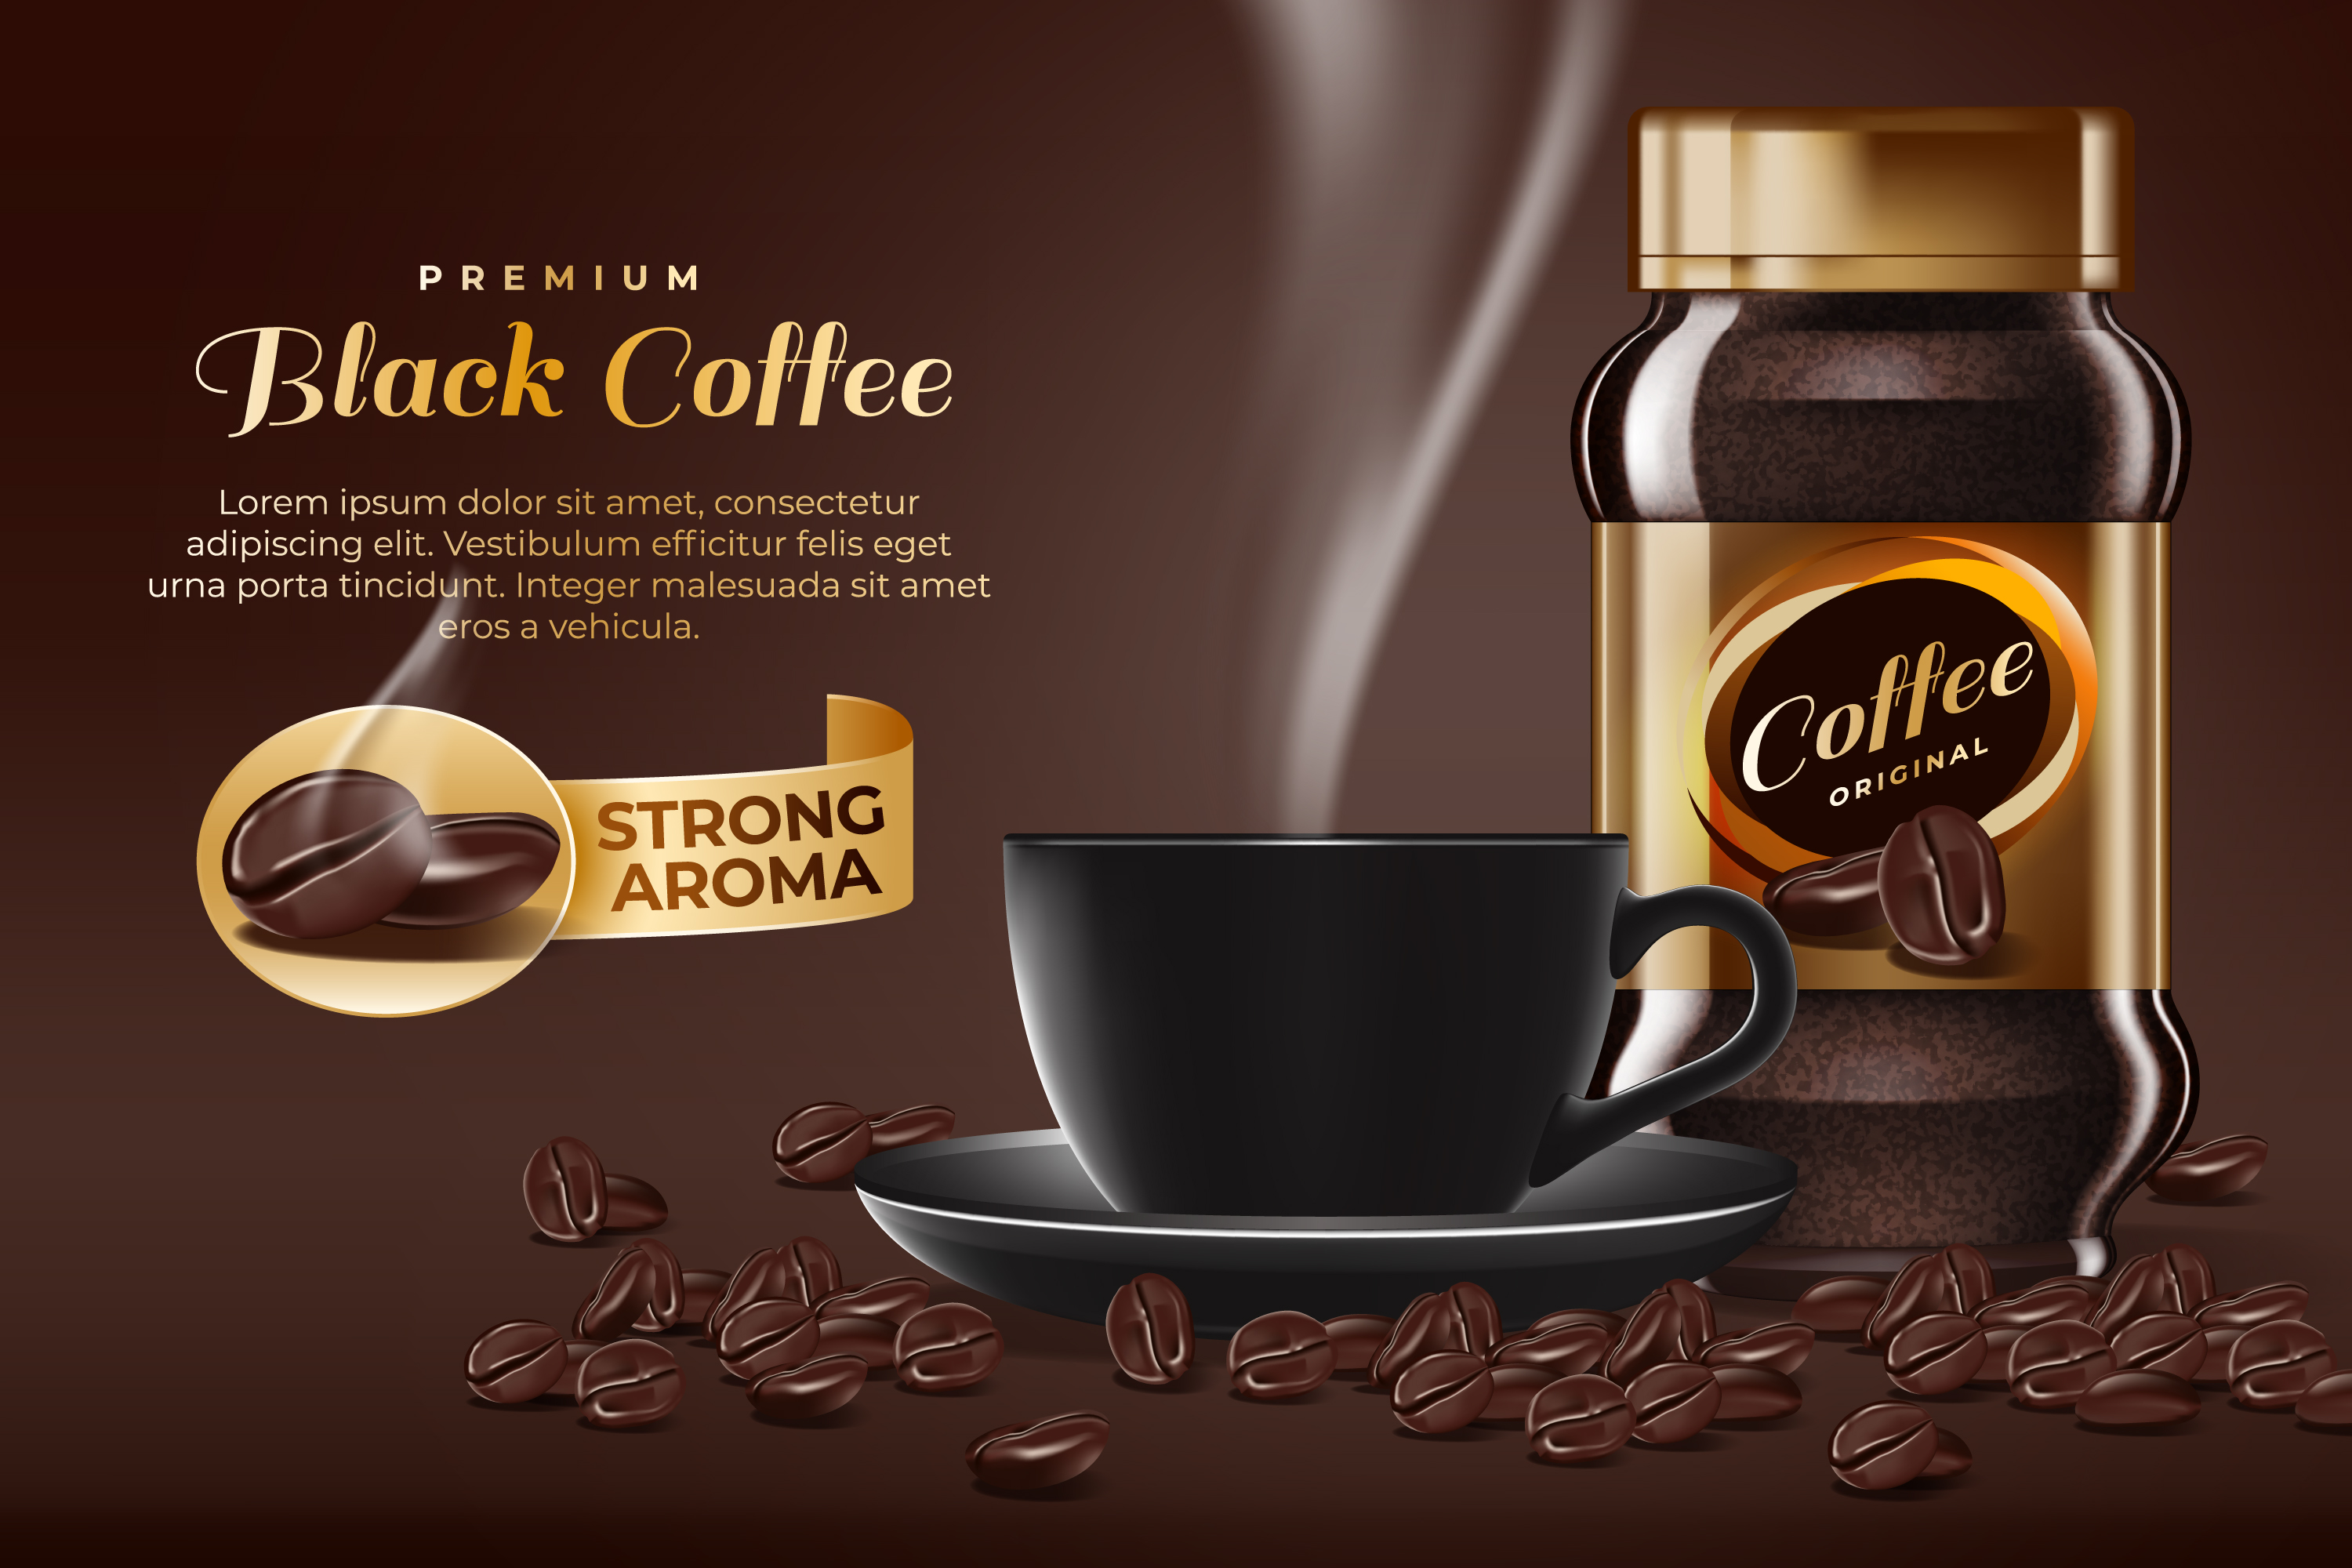 PREMIUM
Black Coffee
Lorem ipsum dolor sit amet, consectetur
adipiscing elit. Vestibulum efficitur felis eget
urna porta tincidunt. Integer malesuada sit amet
eros a vehicula.
STRONG
AROMA
Coffee
ORIGINAL